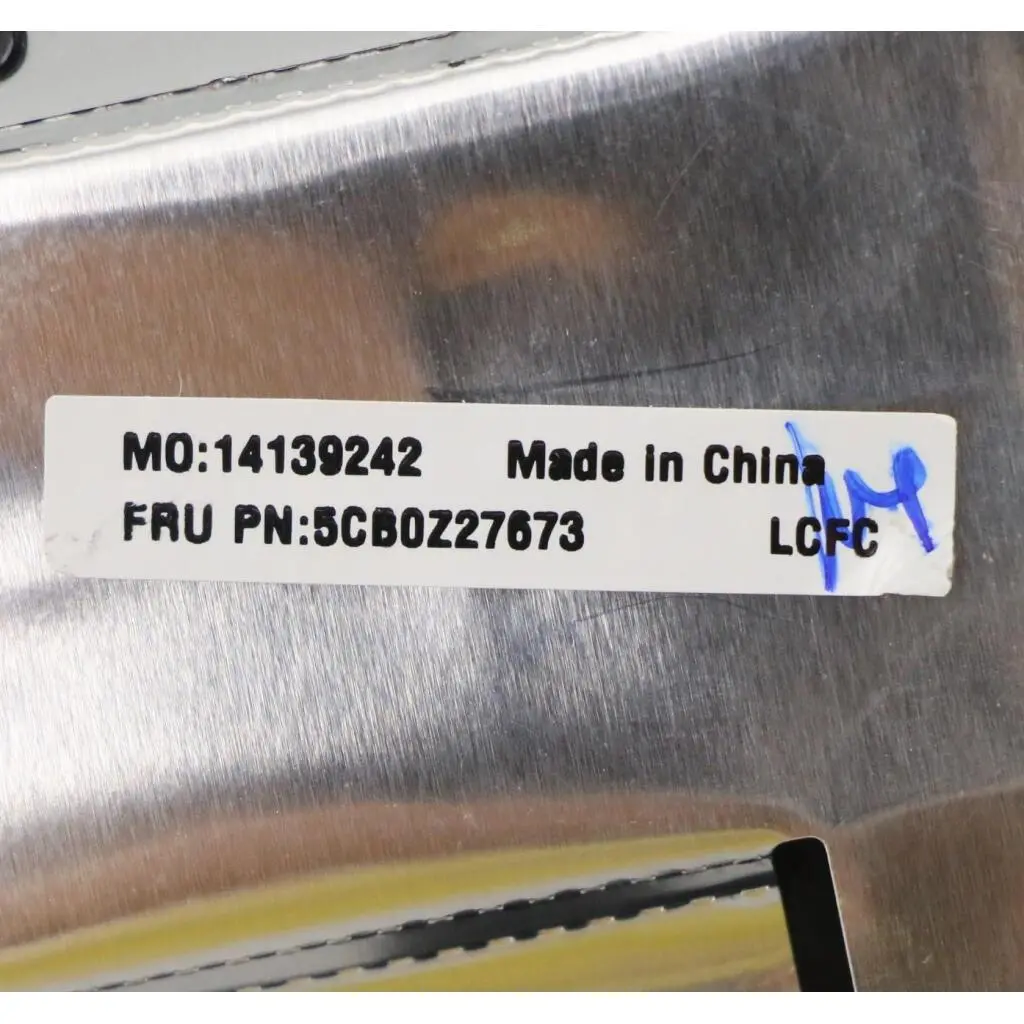 MO:14139242 Made in China
FRU PN:5CB0Z27673 LCFC